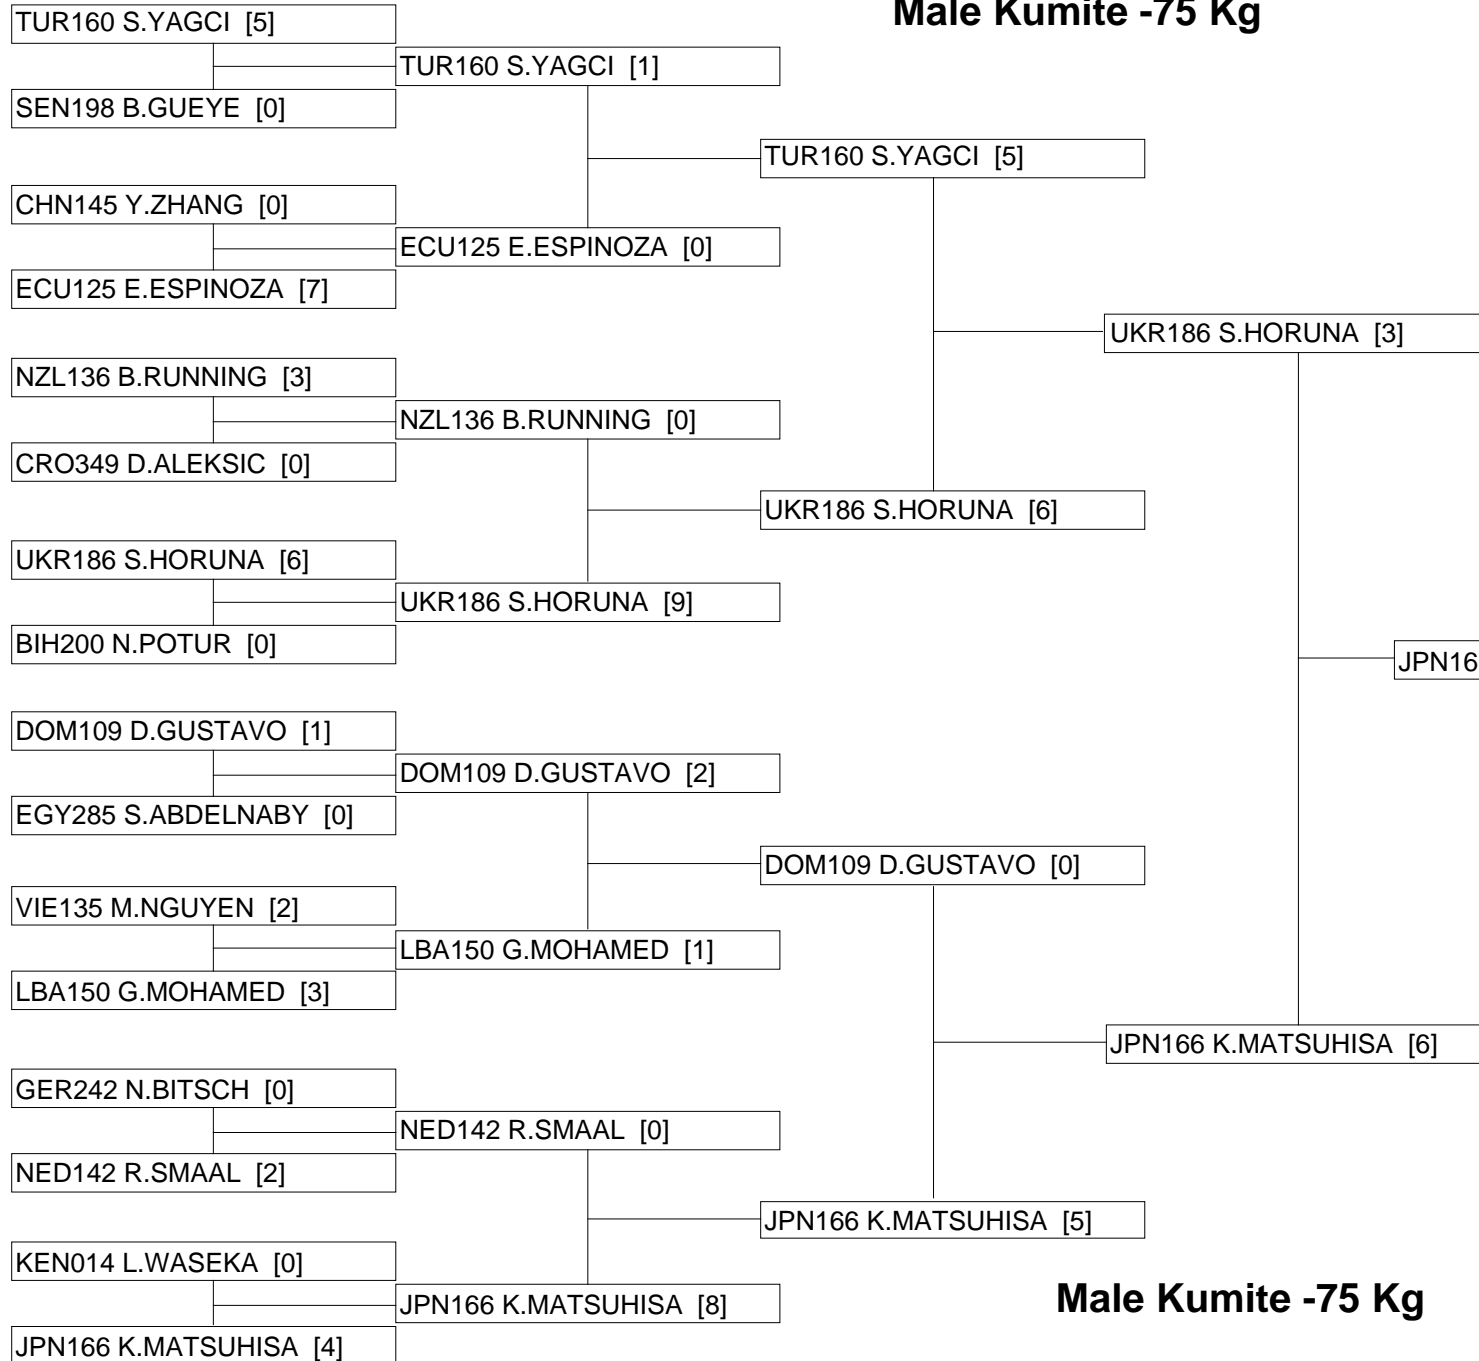 Male Kumite -75 Kg
TUR160 S.YAGCI [5]
SEN198 B.GUEYE [0]
CHN145 Y.ZHANG [0]
ECU125 E.ESPINOZA [7]
NZL136 B.RUNNING [3]
CRO349 D.ALEKSIC [0]
UKR186 S.HORUNA [6]
BIH200 N.POTUR [0]
DOM109 D.GUSTAVO [1]
EGY285 S.ABDELNABY [0]
VIE135 M.NGUYEN [2]
LBA150 G.MOHAMED [3]
GER242 N.BITSCH [0]
NED142 R.SMAAL [2]
KEN014 L.WASEKA [0]
JPN166 K.MATSUHISA [4]
TUR160 S.YAGCI [1]
ECU125 E.ESPINOZA [0]
NZL136 B.RUNNING [0]
UKR186 S.HORUNA [9]
DOM109 D.GUSTAVO [2]
LBA150 G.MOHAMED [1]
NED142 R.SMAAL [0]
JPN166 K.MATSUHISA [8]
TUR160 S.YAGCI [5]
UKR186 S.HORUNA [6]
DOM109 D.GUSTAVO [0]
JPN166 K.MATSUHISA [5]
UKR186 S.HORUNA [3]
JPN166 K.MATSUHISA [6]
JPN16
Male Kumite -75 Kg